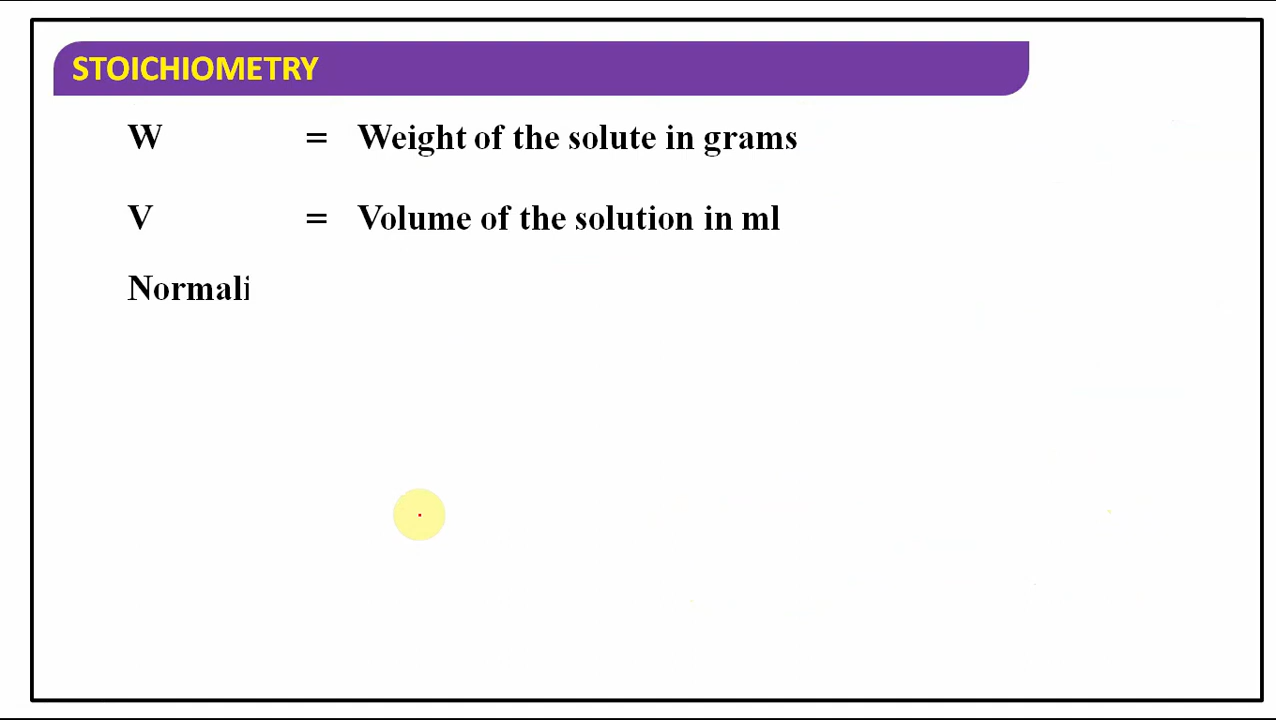 STOICHIOMETRY
W = Weight of the solute in grams
V = Volume of the solution in ml
Normali